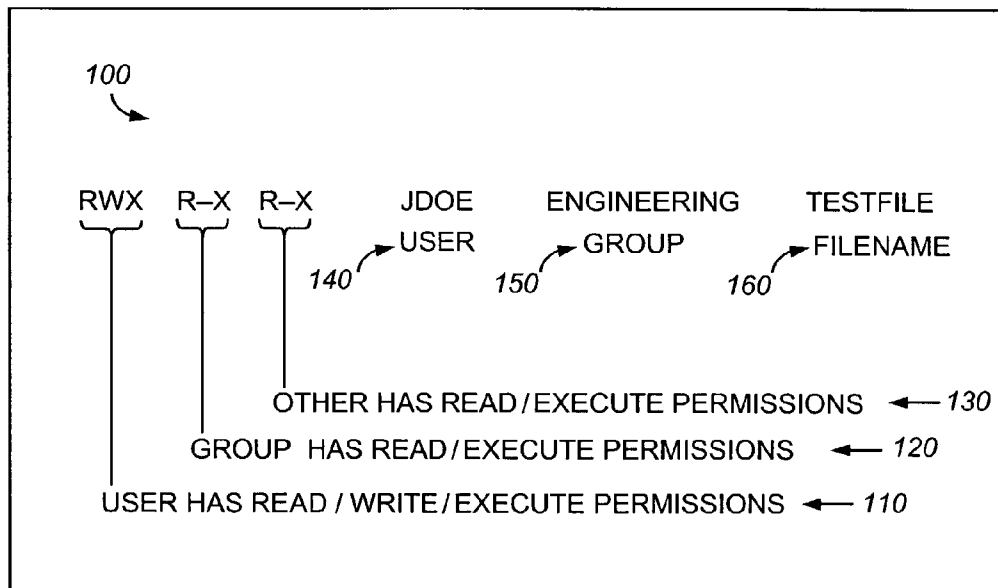 100
RWX R–X R–X JDOE ENGINEERING TESTFILE
140 USER 150 GROUP 160 FILENAME
OTHER HAS READ/EXECUTE PERMISSIONS 130
GROUP HAS READ/EXECUTE PERMISSIONS 120
USER HAS READ / WRITE/EXECUTE PERMISSIONS 110